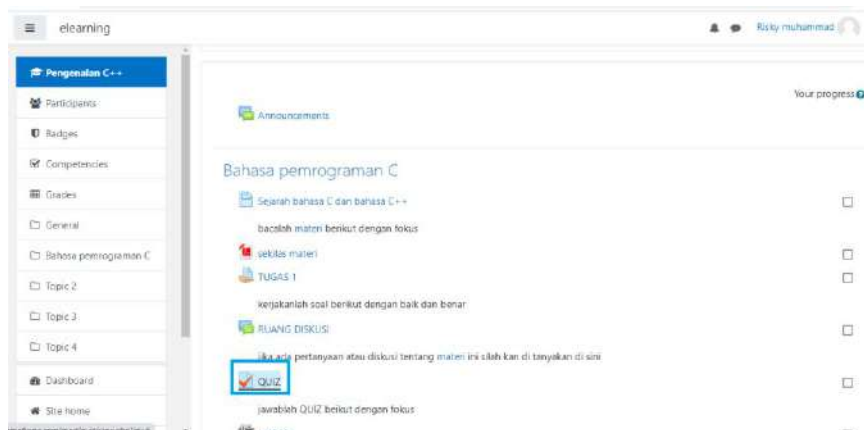 elearning
Risky muhammad
Pengenalan C++
Participants
Badges
Competencies
Grades
General
Bahasa pemrograman C
Topic 2
Topic 3
Topic 4
Dashboard
Site home
Your progress
Announcements
Bahasa pemrograman C
Sejarah bahasa C dan bahasa C++
bacalah materi berikut dengan fokus
sekilas materi
TUGAS 1
kerjakanlah soal berikut dengan baik dan benar
RUANG DISKUSI
jika ada pertanyaan atau diskusi tentang materi ini silah kan di tanyakan di sini
QUIZ
jawablah QUIZ beikut dengan fokus